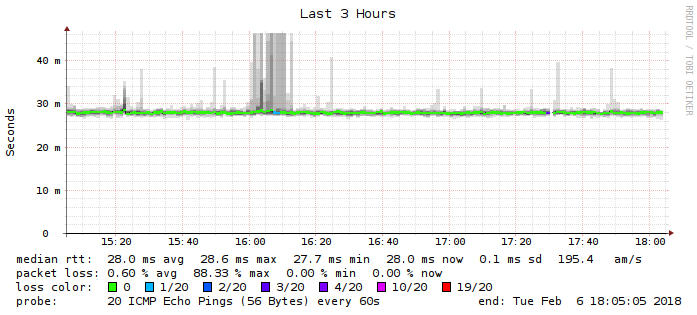 Last 3 Hours
RRDTOOL / TOBI OETIKER
Seconds
40 m
30 m
20 m
10 m
0
15:20 15:40 16:00 16:20 16:40 17:00 17:20 17:40 18:00
median rtt: 28.0 ms avg 28.6 ms max 27.7 ms min 28.0 ms now 0.1 ms sd 195.4 am/s
packet loss: 0.60 % avg 88.33 % max 0.00 % min 0.00 % now
loss color: 0 1/20 2/20 3/20 4/20 10/20 19/20
probe: 20 ICMP Echo Pings (56 Bytes) every 60s end: Tue Feb 6 18:05:05 2018